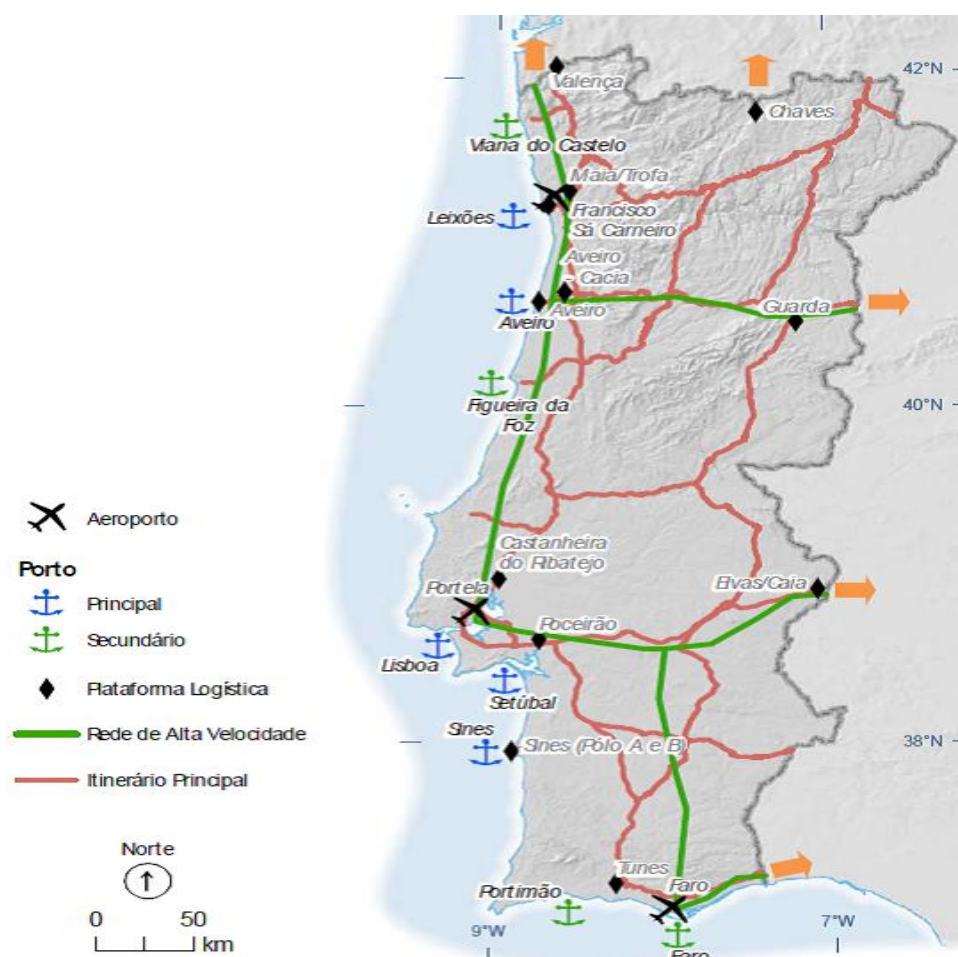 42°N
Valença
Chaves
Viana do Castelo
Maia/Trofa
Leixões
Francisco
Sá Carneiro
Aveiro
- Cacia
Guarda
Aveiro
Aveiro
40°N
Figueira da
Foz
Aeroporto
Castanheira
do Ribatejo
Porto
Portela
Elvas/Caia
Principal
Poceirão
Secundário
Lisboa
Setúbal
Plataforma Logística
Sines
Rede de Alta Velocidade
Sines (Pólo A e B)
38°N
Itinerário Principal
Norte
Tunes
Faro
Portimão
0 50
km
9°W
7°W
Faro